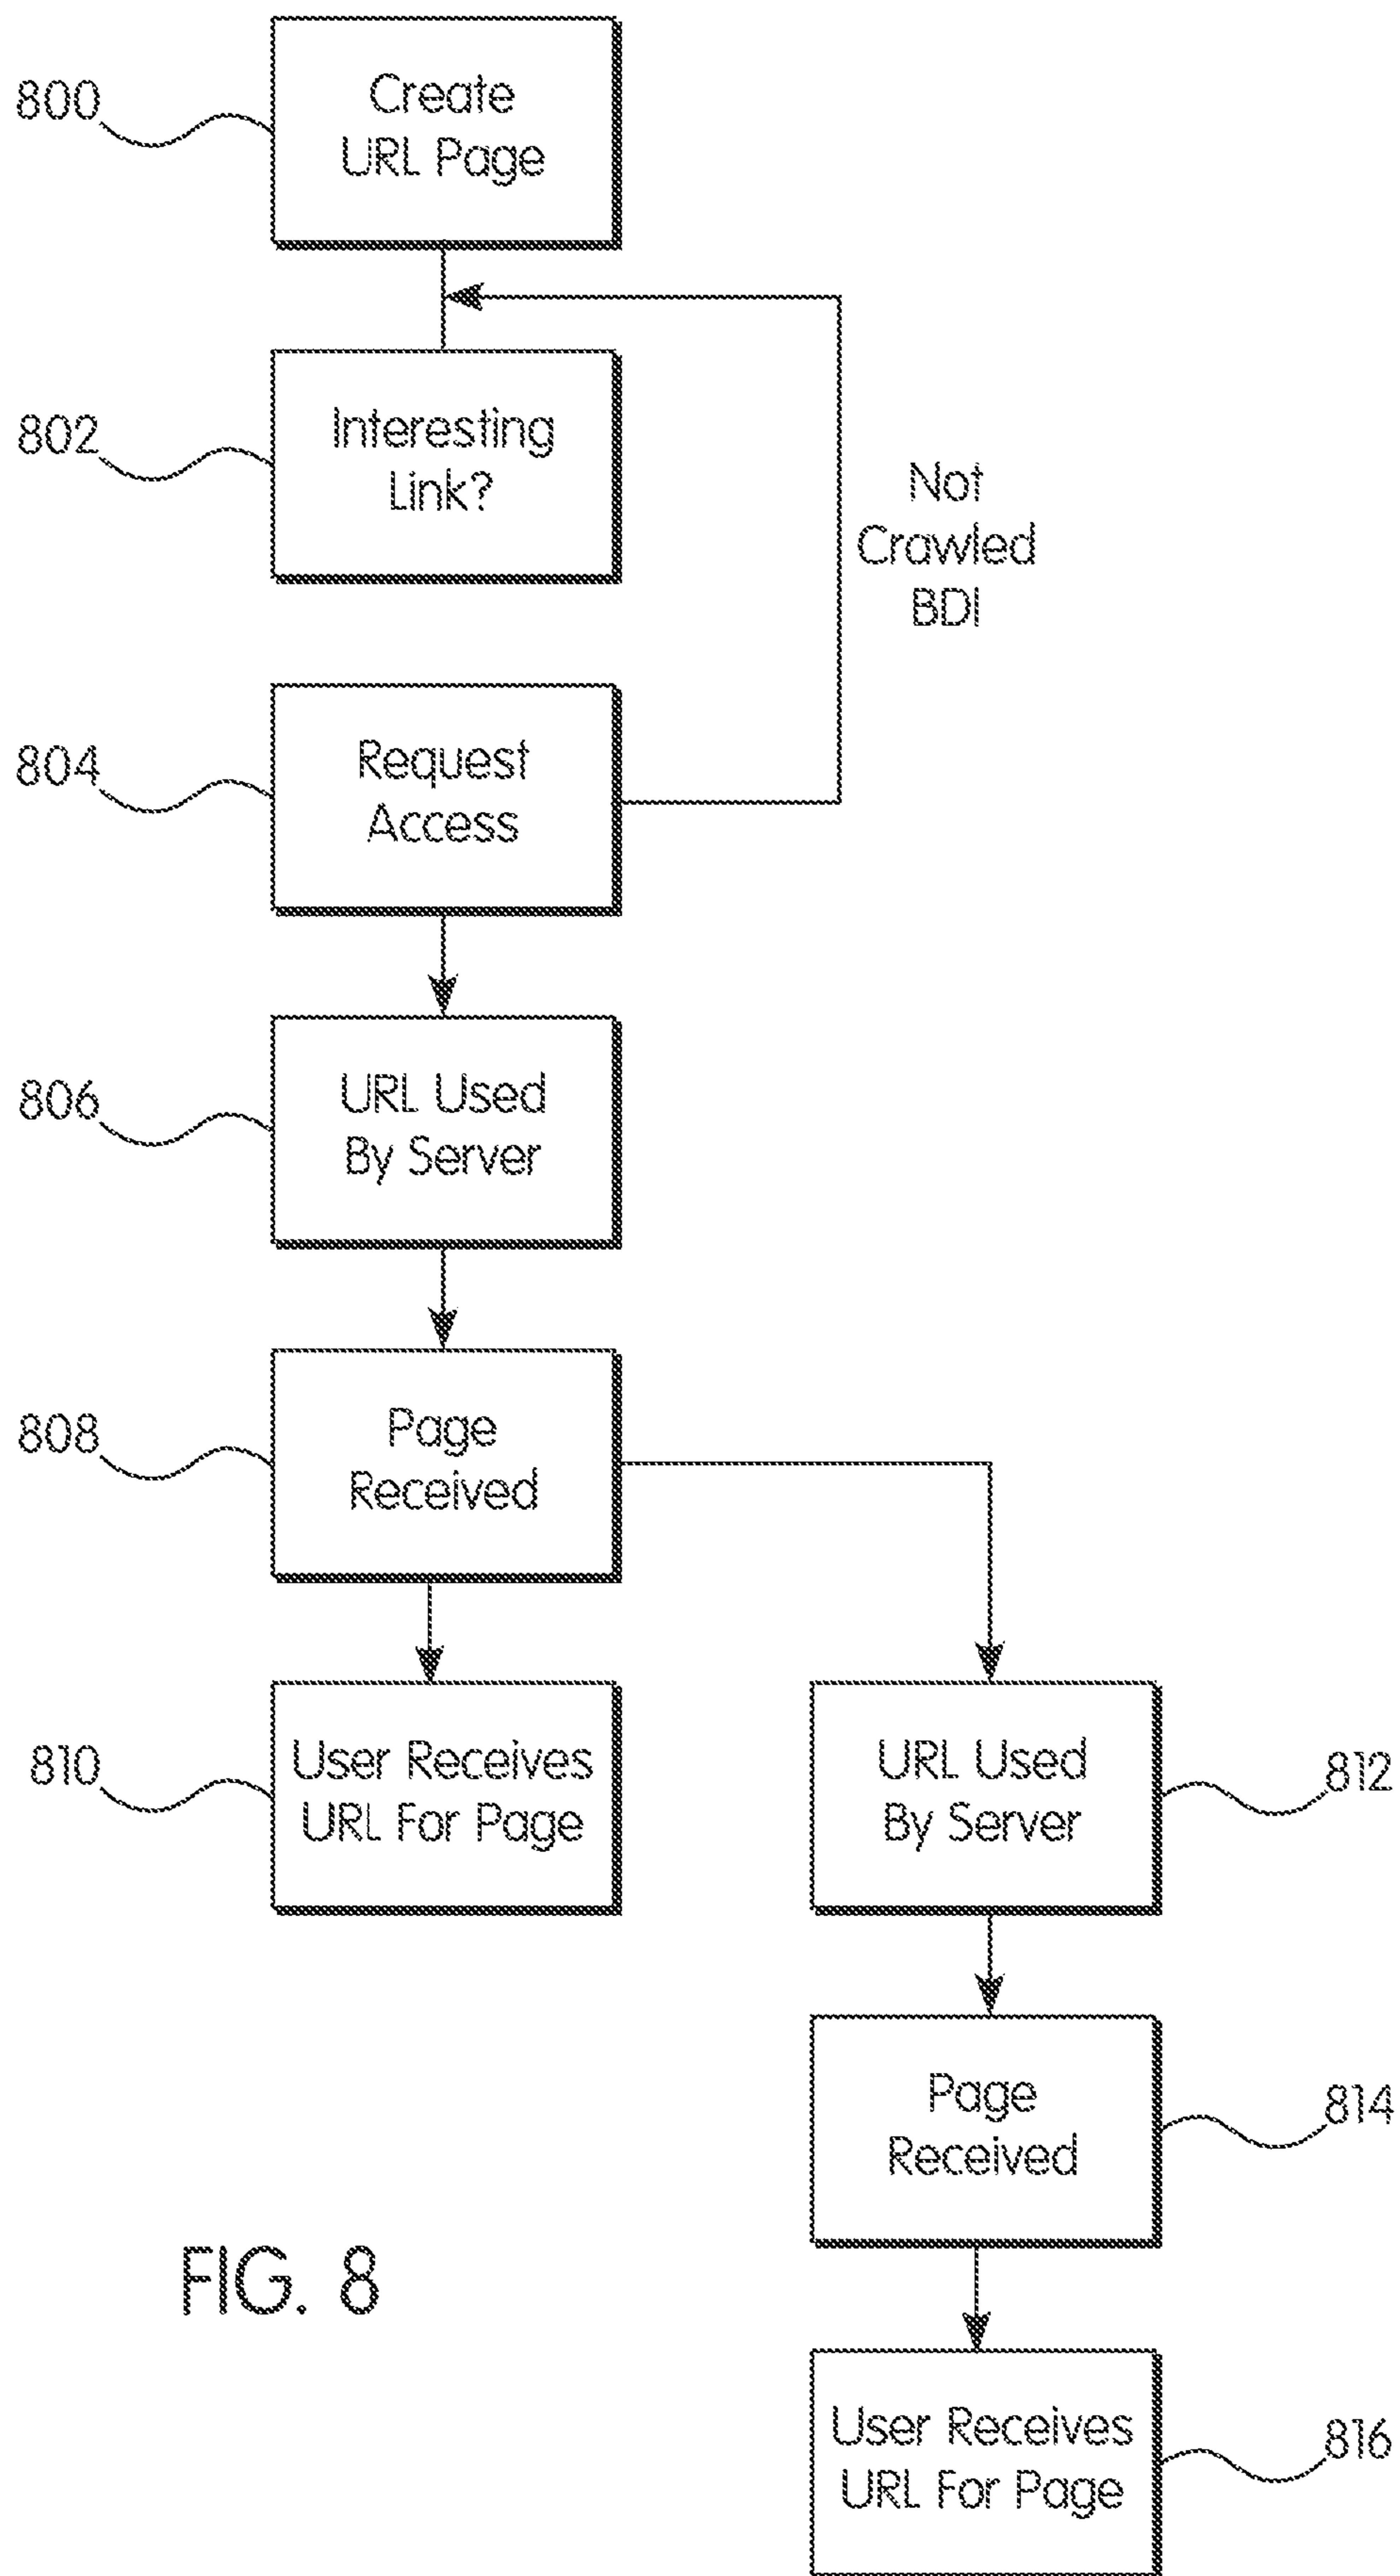 800
Create
URL Page
802
Interesting
Link?
Not
Crawled
BDI
804
Request
Access
806
URL Used
By Server
808
Page
Received
810
User Receives
URL For Page
URL Used
By Server
812
Page
Received
814
User Receives
URL For Page
816
FIG. 8